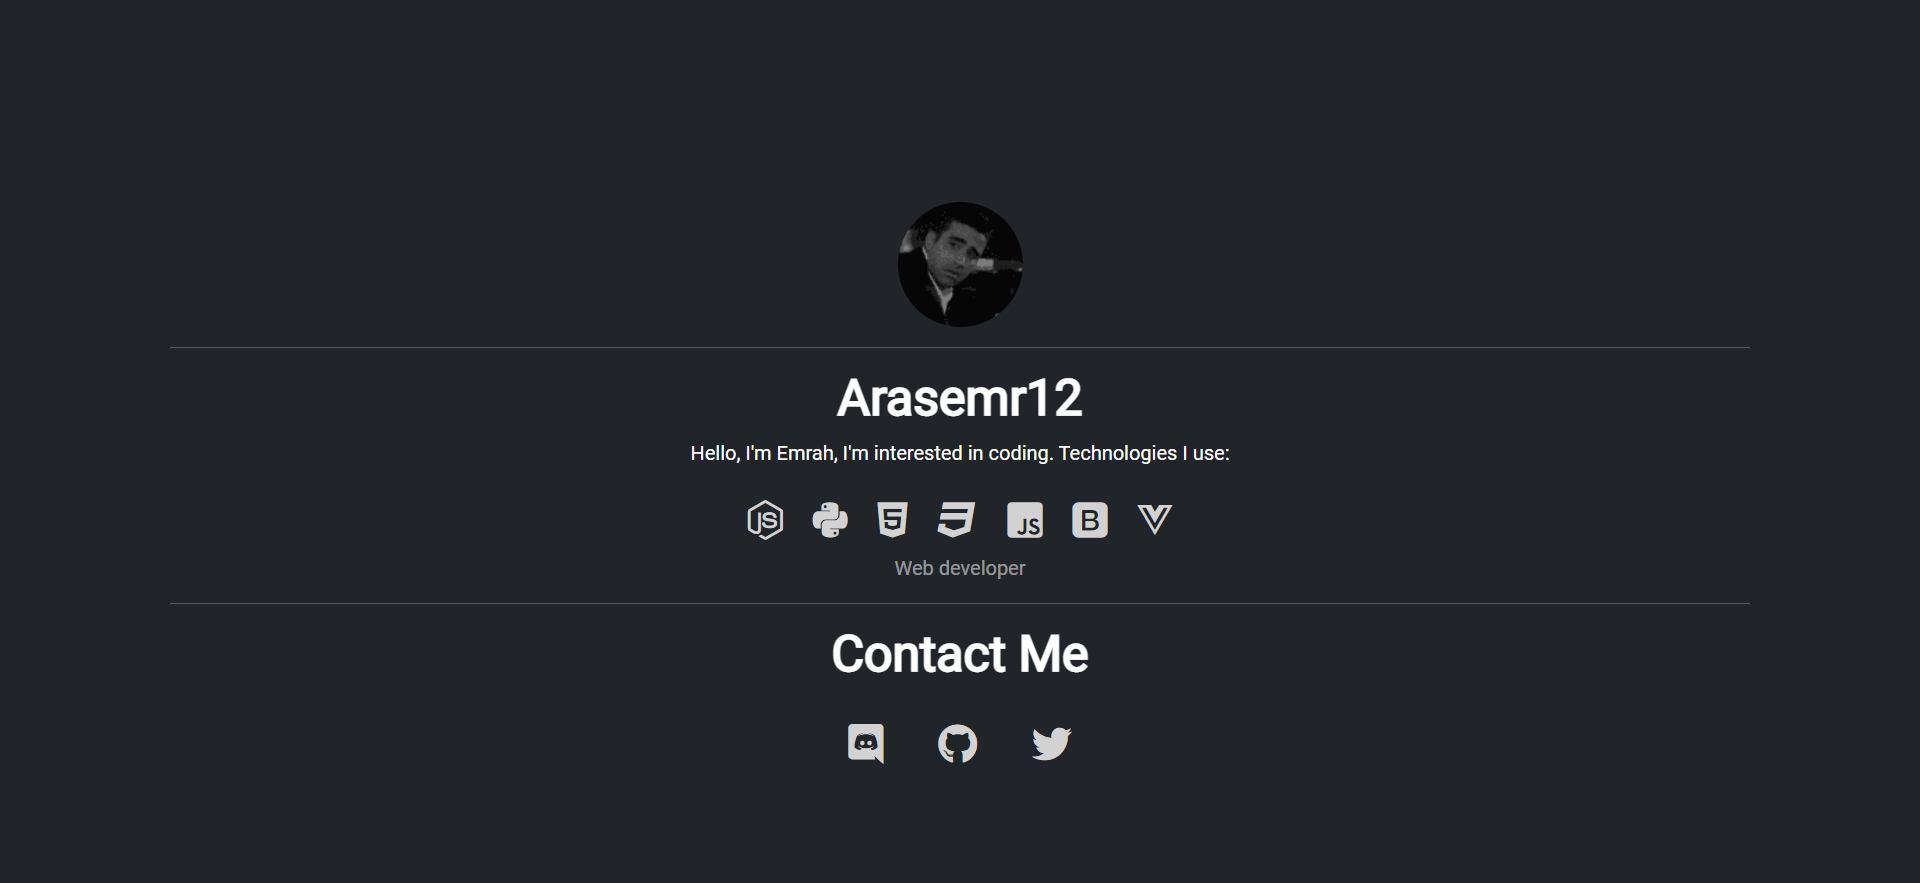 Arasemr12
Hello, I'm Emrah, I'm interested in coding. Technologies I use:
JS 5 JS B
Web developer
Contact Me